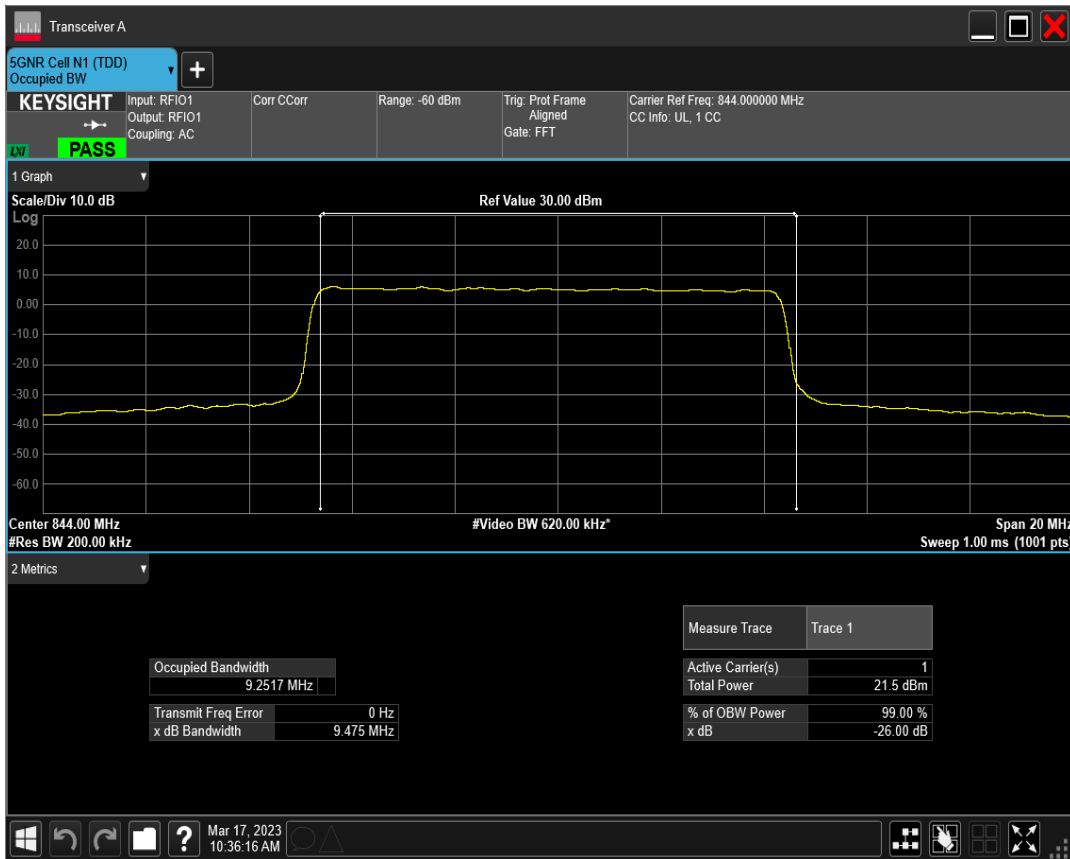 Transceiver A
5GNR Cell N1 (TDD)
Occupied BW
+
KEYSIGHT
LXI
PASS
Input: RFIO1
Output: RFIO1
Coupling: AC
Corr CCorr
Range: -60 dBm
Trig: Prot Frame
Aligned
Gate: FFT
Carrier Ref Freq: 844.000000 MHz
CC Info: UL, 1 CC
1 Graph
Scale/Div 10.0 dB
Ref Value 30.00 dBm
Log
20.0
10.0
0.00
-10.0
-20.0
-30.0
-40.0
-50.0
-60.0
Center 844.00 MHz
#Video BW 620.00 kHz*
Span 20 MHz
#Res BW 200.00 kHz
Sweep 1.00 ms (1001 pts)
2 Metrics
Measure Trace Trace 1
Occupied Bandwidth
9.2517 MHz
Active Carrier(s) 1
Total Power 21.5 dBm
Transmit Freq Error 0 Hz
x dB Bandwidth 9.475 MHz
% of OBW Power 99.00 %
x dB -26.00 dB
?
Mar 17, 2023
10:36:16 AM